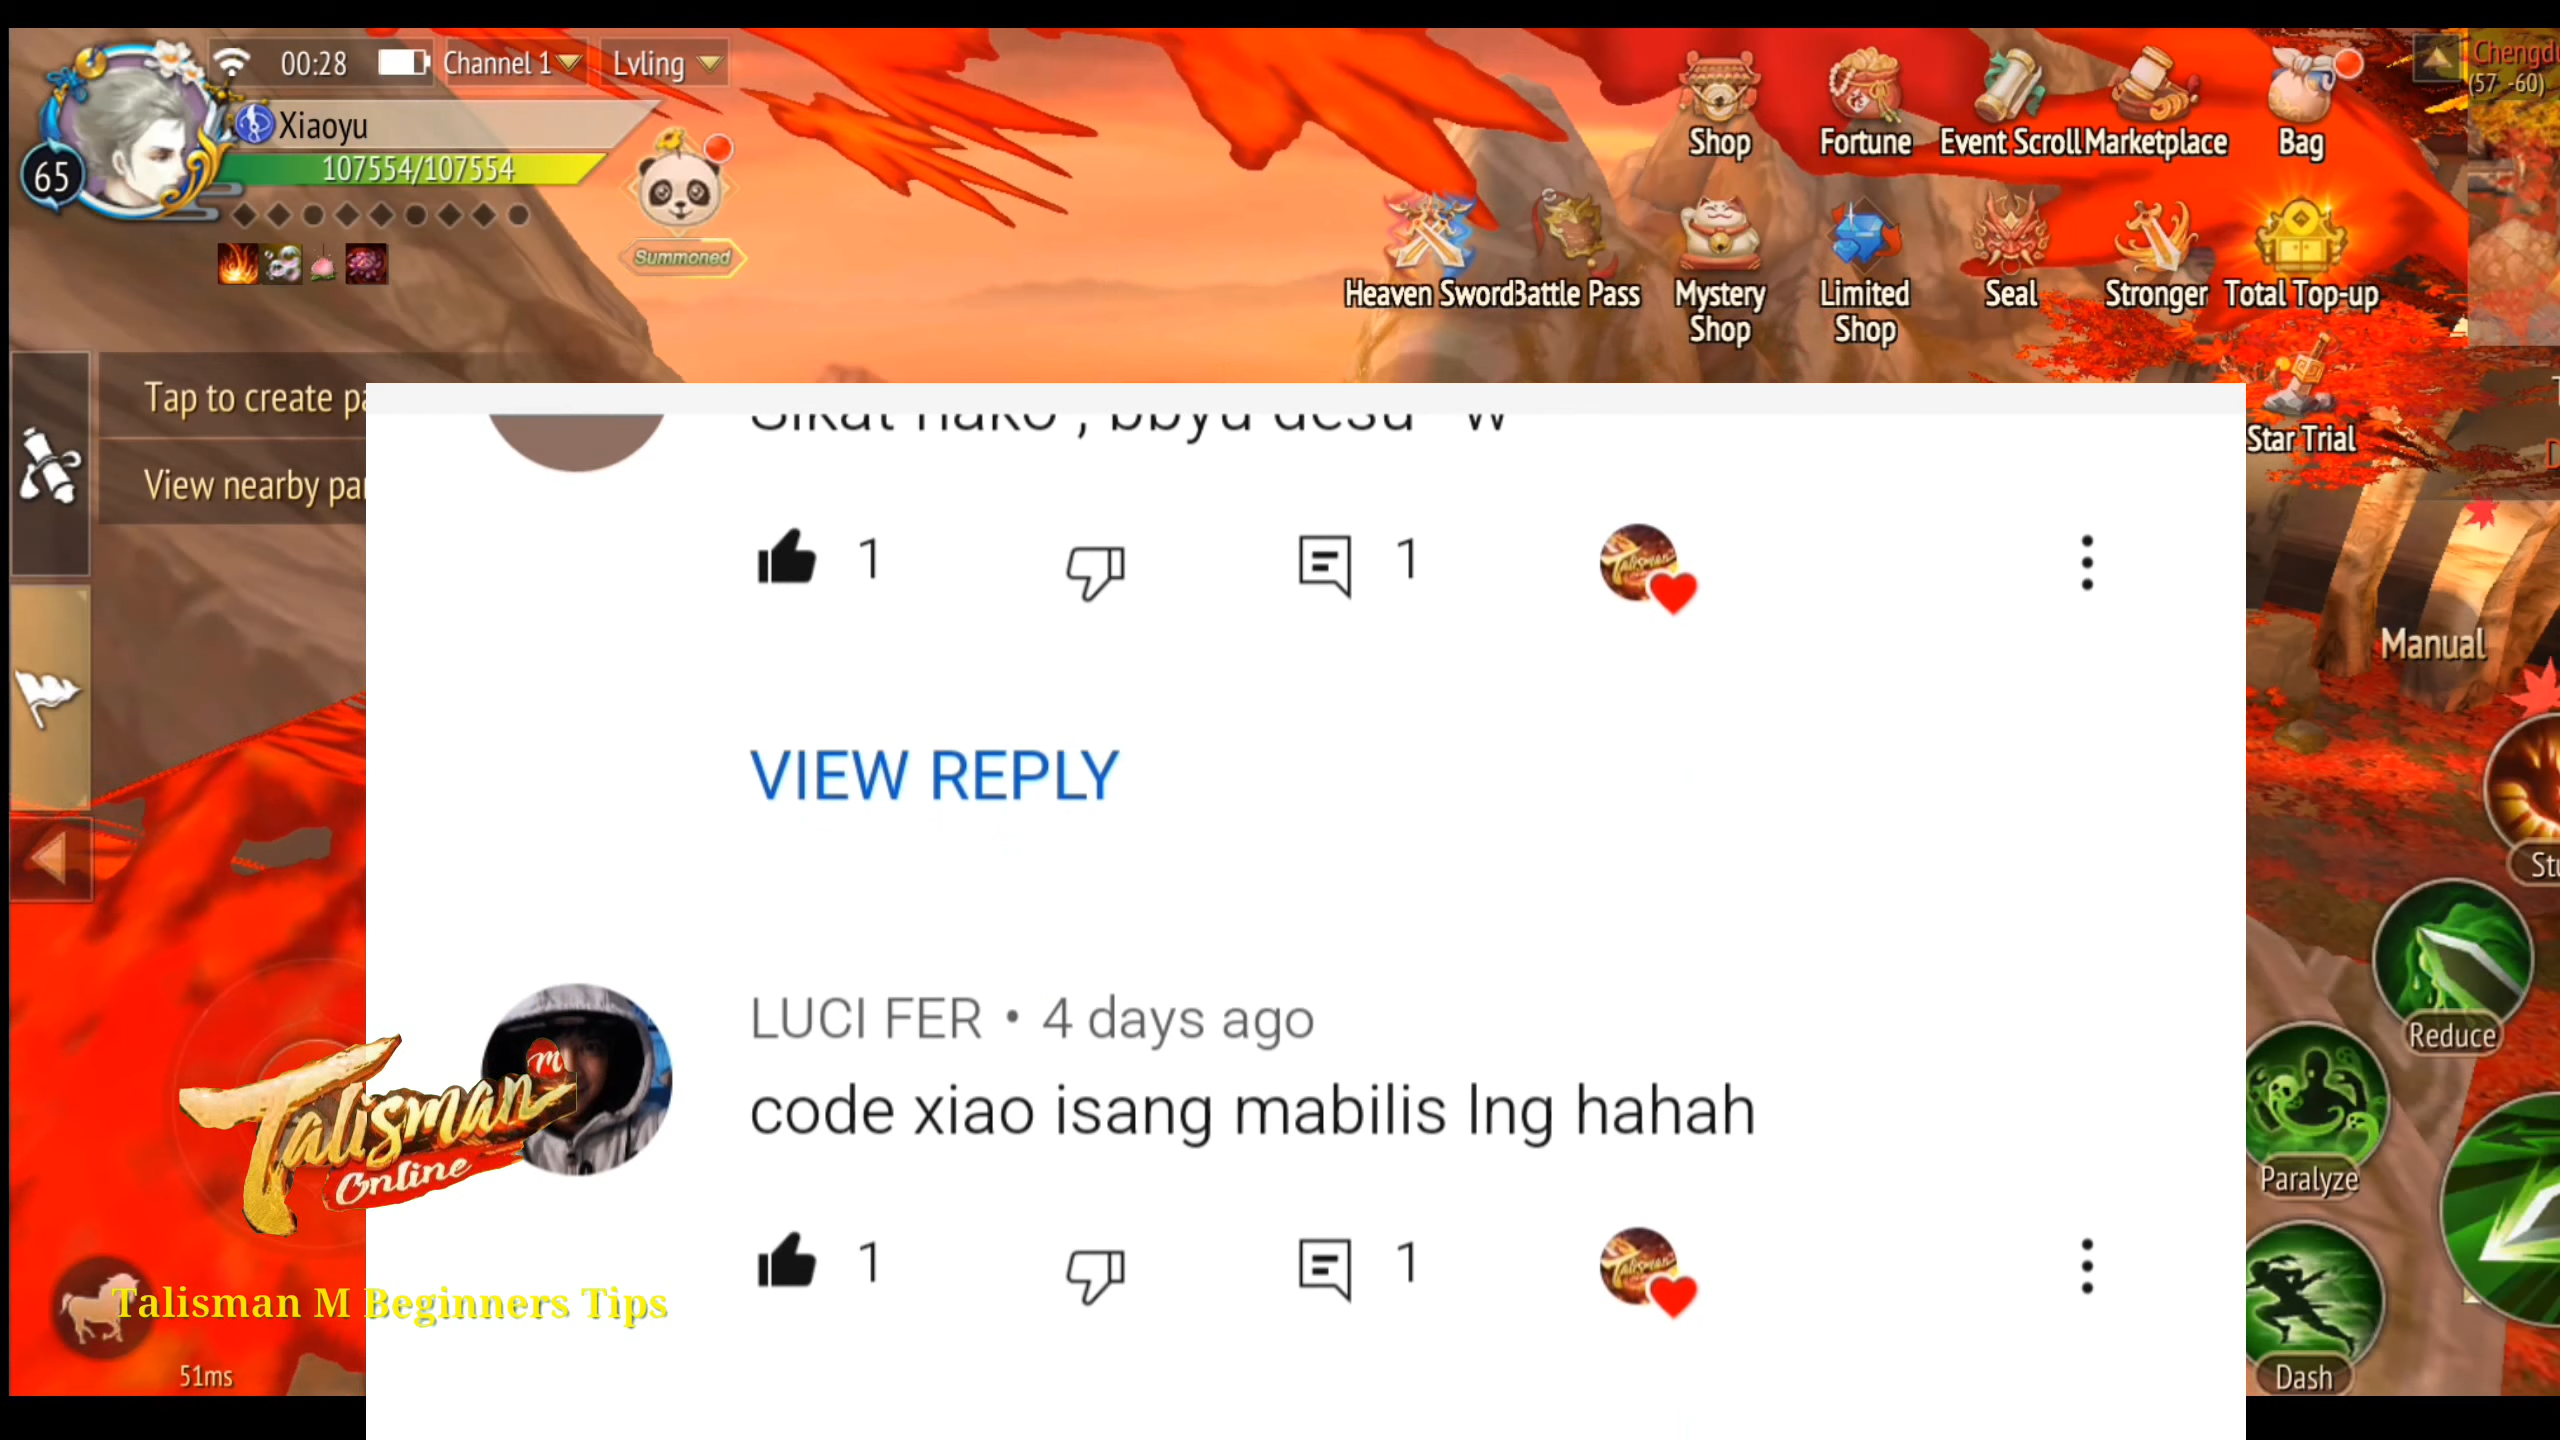 00:28 Channel 1 Lvling
Xiaoyu
65
107554/107554
Summoned
Shop Fortune Event Scroll Marketplace Bag
(57 -60)
Heaven Sword Battle Pass Mystery Shop Limited Shop Seal Stronger Total Top-up
Star Trial
Tap to create
View nearby
Manual
1 1
VIEW REPLY
LUCI FER • 4 days ago
code xiao isang mabilis lng hahah
1 1
Talisman m
Online
Talisman M Beginners Tips
51ms
Reduce
Paralyze
Dash